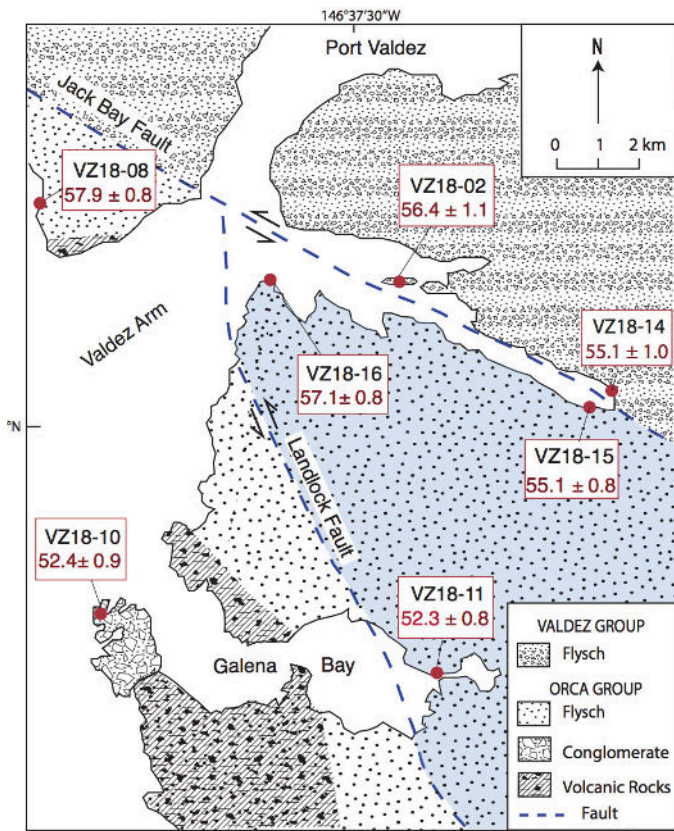 146°37'30"W
Port Valdez
N
0 1 2 km
Jack Bay Fault
VZ18-08
57.9 ± 0.8
VZ18-02
56.4 ± 1.1
Valdez Arm
VZ18-14
55.1 ± 1.0
VZ18-16
57.1± 0.8
°N
VZ18-15
55.1 ± 0.8
Landlock Fault
VZ18-10
52.4± 0.9
VZ18-11
52.3 ± 0.8
Galena Bay
VALDEZ GROUP
Flysch
ORCA GROUP
Flysch
Conglomerate
Volcanic Rocks
Fault